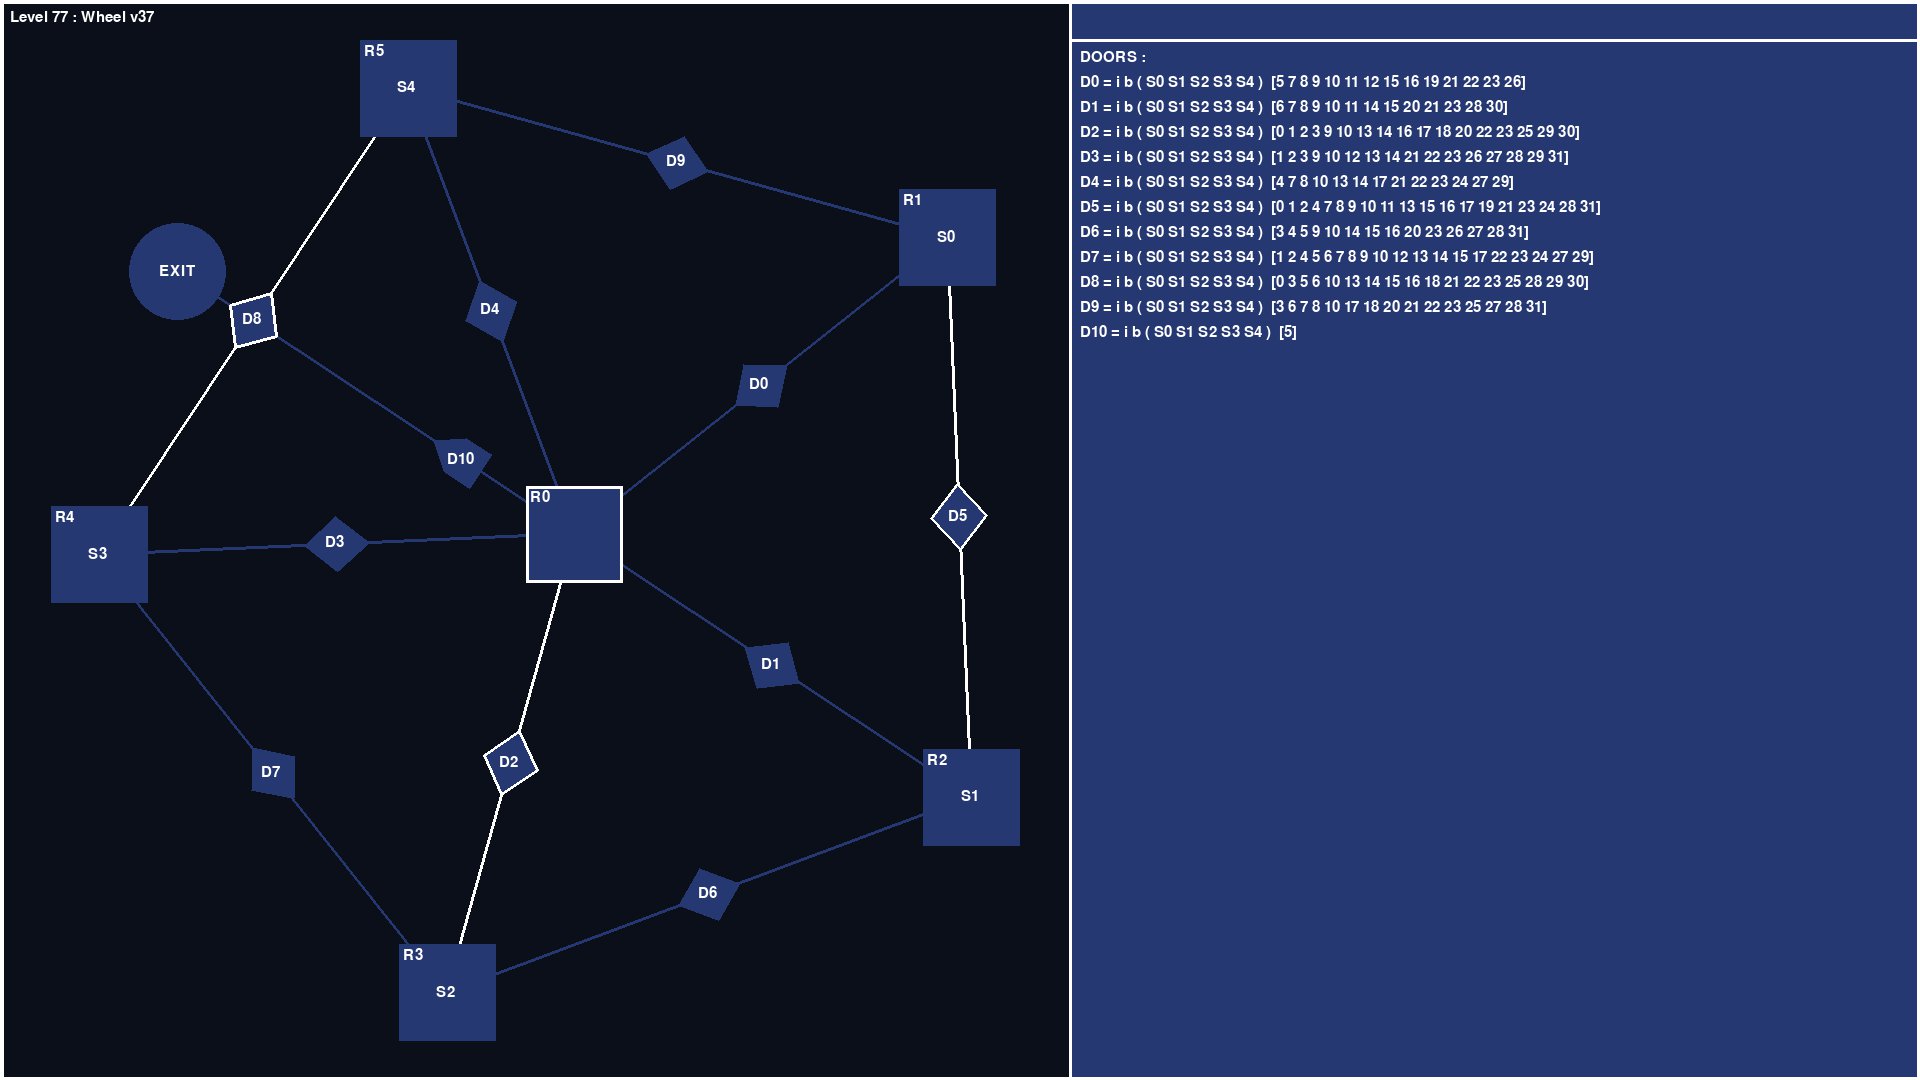 Level 77 : Wheel v37
R5
S4
D9
R1
S0
EXIT
D8
D4
D0
D10
R0
R4
S3
D3
D5
D1
R2
S1
D7
D2
D6
R3
S2
DOORS :
D0 = i b ( S0 S1 S2 S3 S4 ) [5 7 8 9 10 11 12 15 16 19 21 22 23 26]
D1 = i b ( S0 S1 S2 S3 S4 ) [6 7 8 9 10 11 14 15 20 21 23 28 30]
D2 = i b ( S0 S1 S2 S3 S4 ) [0 1 2 3 9 10 13 14 16 17 18 20 22 23 25 29 30]
D3 = i b ( S0 S1 S2 S3 S4 ) [1 2 3 9 10 12 13 14 21 22 23 26 27 28 29 31]
D4 = i b ( S0 S1 S2 S3 S4 ) [4 7 8 10 13 14 17 21 22 23 24 27 29]
D5 = i b ( S0 S1 S2 S3 S4 ) [0 1 2 4 7 8 9 10 11 13 15 16 17 19 21 23 24 28 31]
D6 = i b ( S0 S1 S2 S3 S4 ) [3 4 5 9 10 14 15 16 20 23 26 27 28 31]
D7 = i b ( S0 S1 S2 S3 S4 ) [1 2 4 5 6 7 8 9 10 12 13 14 15 17 22 23 24 27 29]
D8 = i b ( S0 S1 S2 S3 S4 ) [0 3 5 6 10 13 14 15 16 18 21 22 23 25 28 29 30]
D9 = i b ( S0 S1 S2 S3 S4 ) [3 6 7 8 10 17 18 20 21 22 23 25 27 28 31]
D10 = i b ( S0 S1 S2 S3 S4 ) [5]